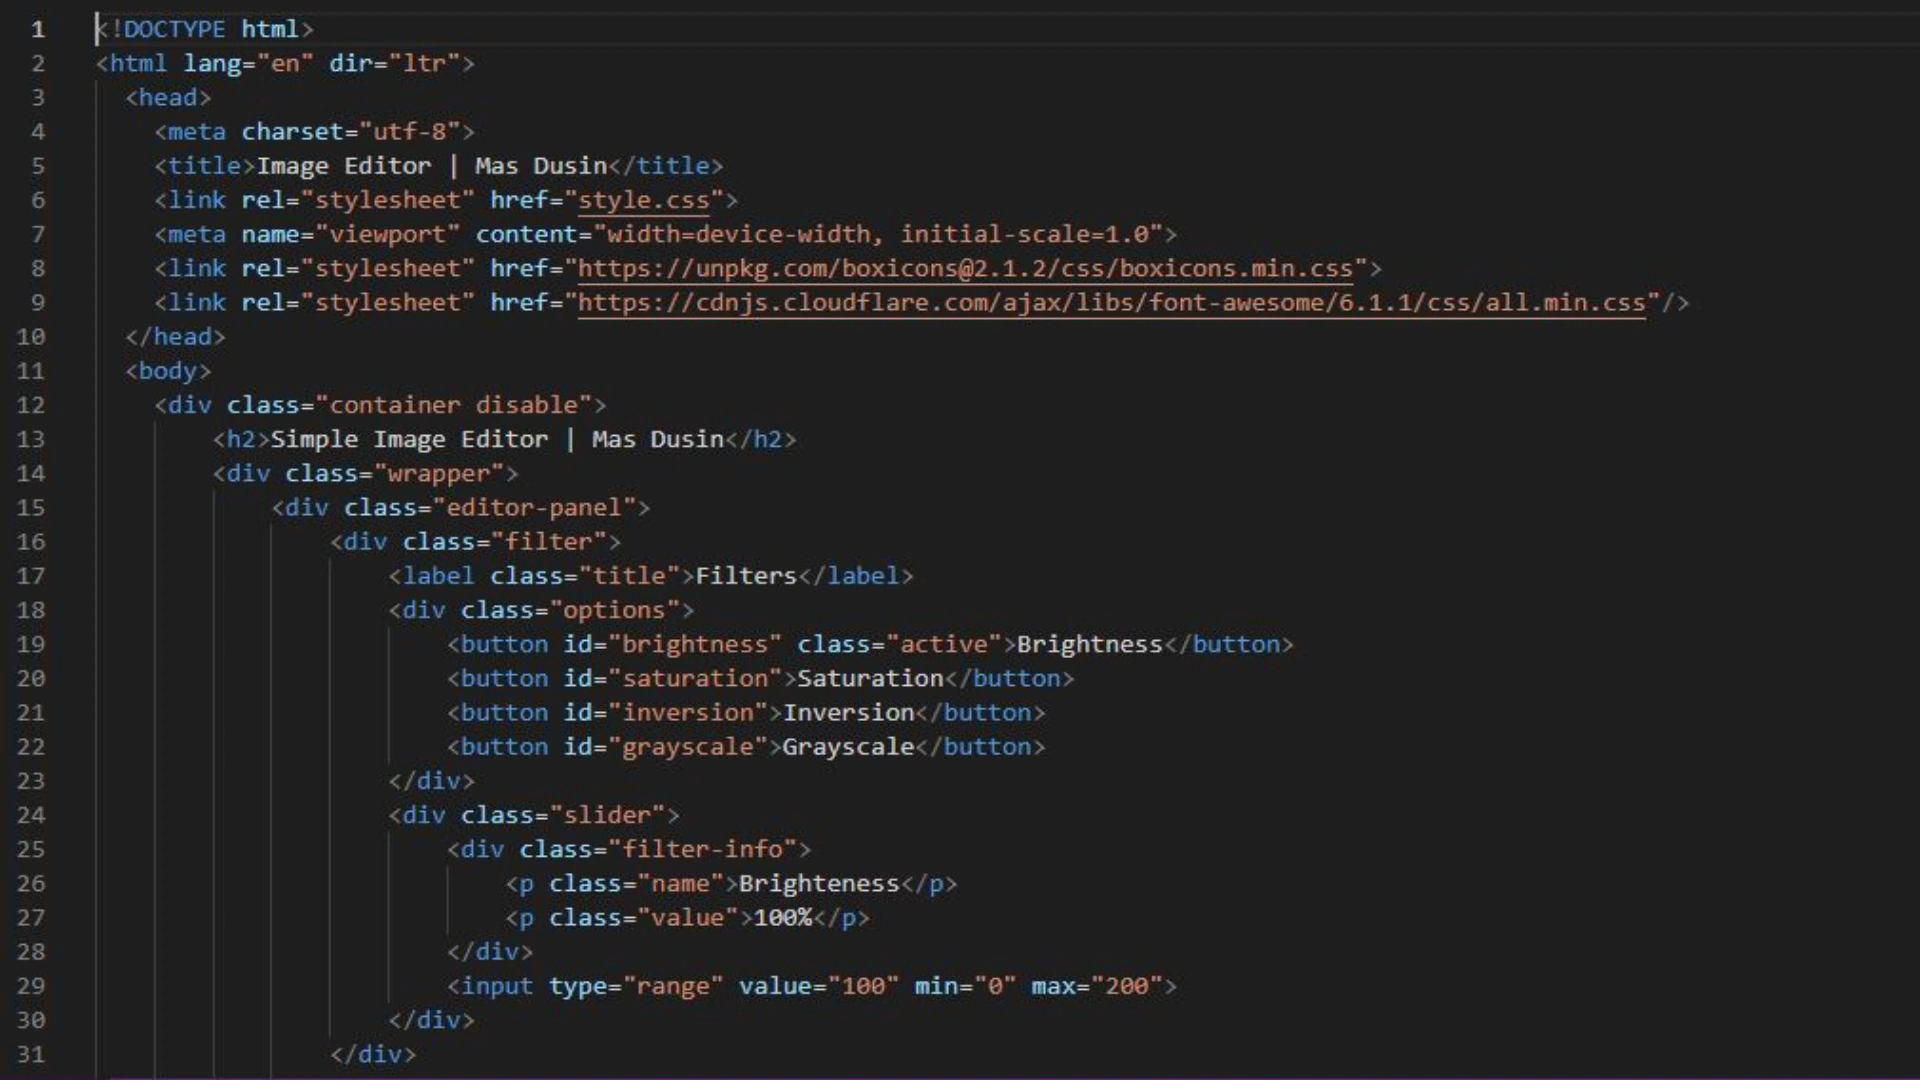 1 <!DOCTYPE html>
2 <html lang="en" dir="ltr">
3 <head>
4 <meta charset="utf-8">
5 <title>Image Editor | Mas Dusin</title>
6 <link rel="stylesheet" href="style.css">
7 <meta name="viewport" content="width=device-width, initial-scale=1.0">
8 <link rel="stylesheet" href="https://unpkg.com/boxicons@2.1.2/css/boxicons.min.css">
9 <link rel="stylesheet" href="https://cdnjs.cloudflare.com/ajax/libs/font-awesome/6.1.1/css/all.min.css"/>
10 </head>
11 <body>
12 <div class="container disable">
13 <h2>Simple Image Editor | Mas Dusin</h2>
14 <div class="wrapper">
15 <div class="editor-panel">
16 <div class="filter">
17 <label class="title">Filters</label>
18 <div class="options">
19 <button id="brightness" class="active">Brightness</button>
20 <button id="saturation">Saturation</button>
21 <button id="inversion">Inversion</button>
22 <button id="grayscale">Grayscale</button>
23 </div>
24 <div class="slider">
25 <div class="filter-info">
26 <p class="name">Brighteness</p>
27 <p class="value">100%</p>
28 </div>
29 <input type="range" value="100" min="0" max="200">
30 </div>
31 </div>